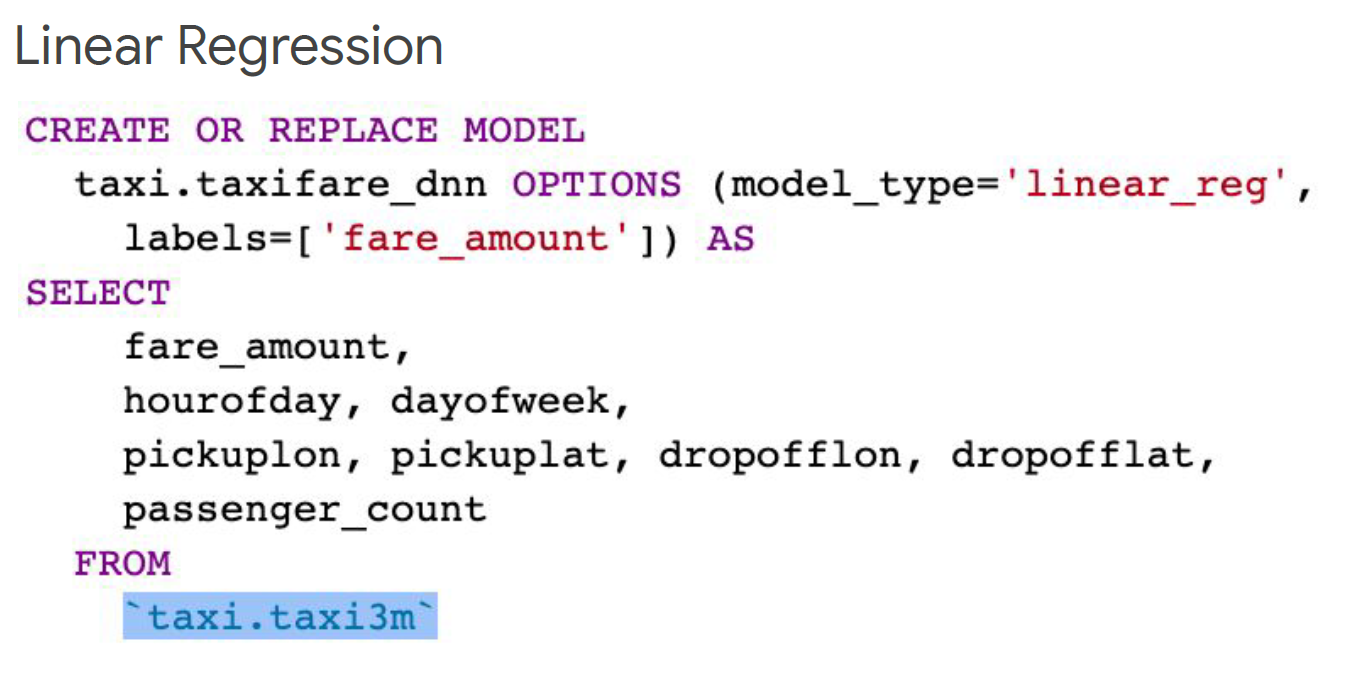 Linear Regression
CREATE OR REPLACE MODEL
taxi.taxifare_dnn OPTIONS (model_type='linear_reg',
labels=['fare_amount']) AS
SELECT
fare_amount,
hourofday, dayofweek,
pickuplon, pickuplat, dropofflon, dropofflat,
passenger_count
FROM
`taxi.taxi3m`